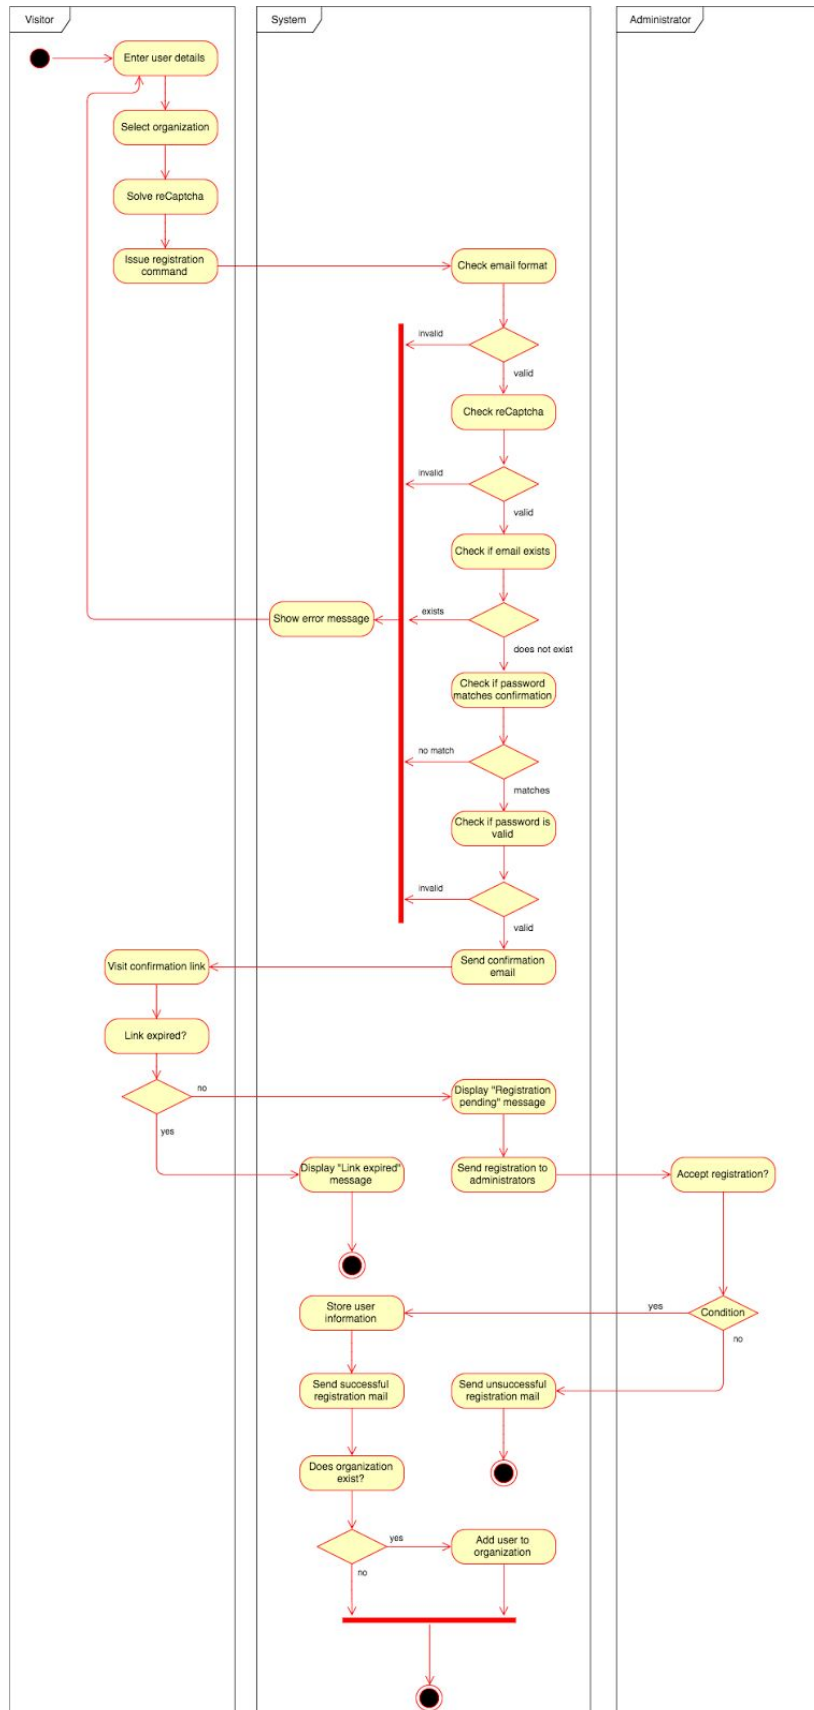 Visitor
System
Administrator
Enter user details
Select organization
Solve reCaptcha
Issue registration
command
Check email format
invalid
valid
Check reCaptcha
invalid
valid
Check if email exists
exists
Show error message
does not exist
Check if password
matches confirmation
no match
matches
Check if password is
valid
invalid
valid
Send confirmation
email
Visit confirmation link
Link expired?
no
yes
Display "Registration
pending" message
Display "Link expired"
message
Send registration to
administrators
Accept registration?
Condition
yes
no
Store user
information
Send successful
registration mail
Send unsuccessful
registration mail
Does organization
exist?
yes
no
Add user to
organization